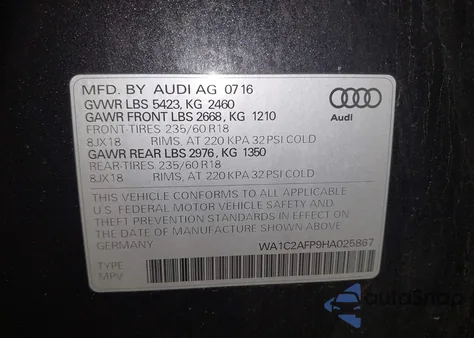 MFD. BY AUDI AG 0716
GVWR LBS 5423, KG 2460
GAWR FRONT LBS 2668, KG 1210
FRONT-TIRES 235/60 R18
8JX18 RIMS, AT 220 KPA 32 PSI COLD
GAWR REAR LBS 2976, KG 1350
REAR-TIRES 235/60 R18
8JX18 RIMS, AT 220 KPA 32 PSI COLD
Audi
THIS VEHICLE CONFORMS TO ALL APPLICABLE
U.S. FEDERAL MOTOR VEHICLE SAFETY AND
THEFT PREVENTION STANDARDS IN EFFECT ON
THE DATE OF MANUFACTURE SHOWN ABOVE
GERMANY WA1C2AFP9HA025867
TYPE
MPV
autoSnap